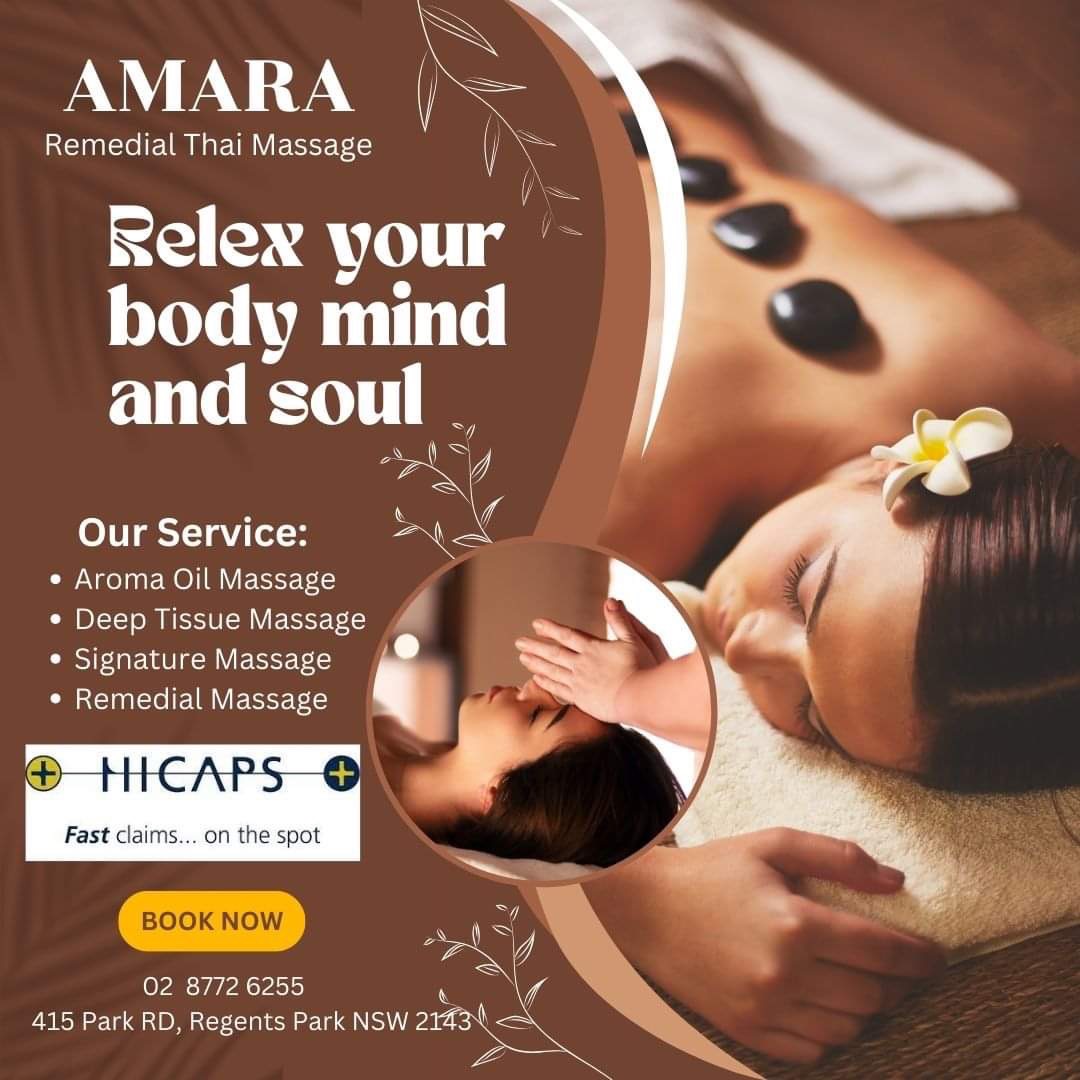 AMARA
Remedial Thai Massage
Relex your
body mind
and soul
Our Service:
• Aroma Oil Massage
• Deep Tissue Massage
• Signature Massage
• Remedial Massage
HICAPS
Fast claims... on the spot
BOOK NOW
02 8772 6255
415 Park RD, Regents Park NSW 2143